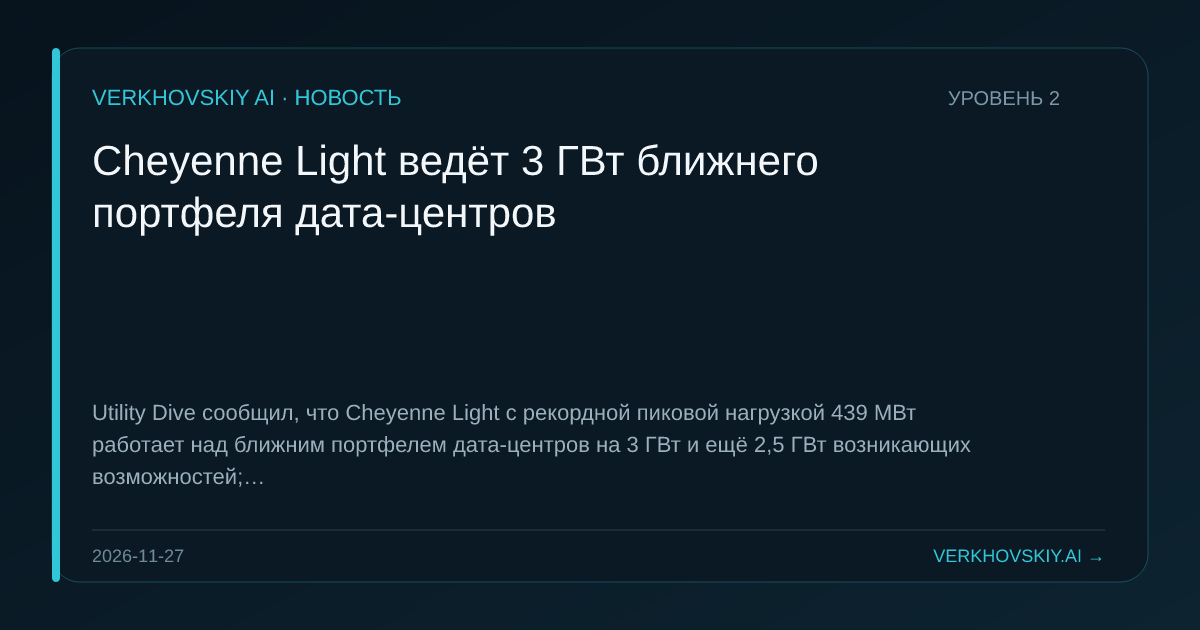 VERKHOVSKIY AI · НОВОСТЬ
УРОВЕНЬ 2
Cheyenne Light ведёт 3 ГВт ближнего
портфеля дата-центров
Utility Dive сообщил, что Cheyenne Light с рекордной пиковой нагрузкой 439 МВт
работает над ближним портфелем дата-центров на 3 ГВт и ещё 2,5 ГВт возникающих
возможностей;…
2026-11-27
VERKHOVSKIY.AI →